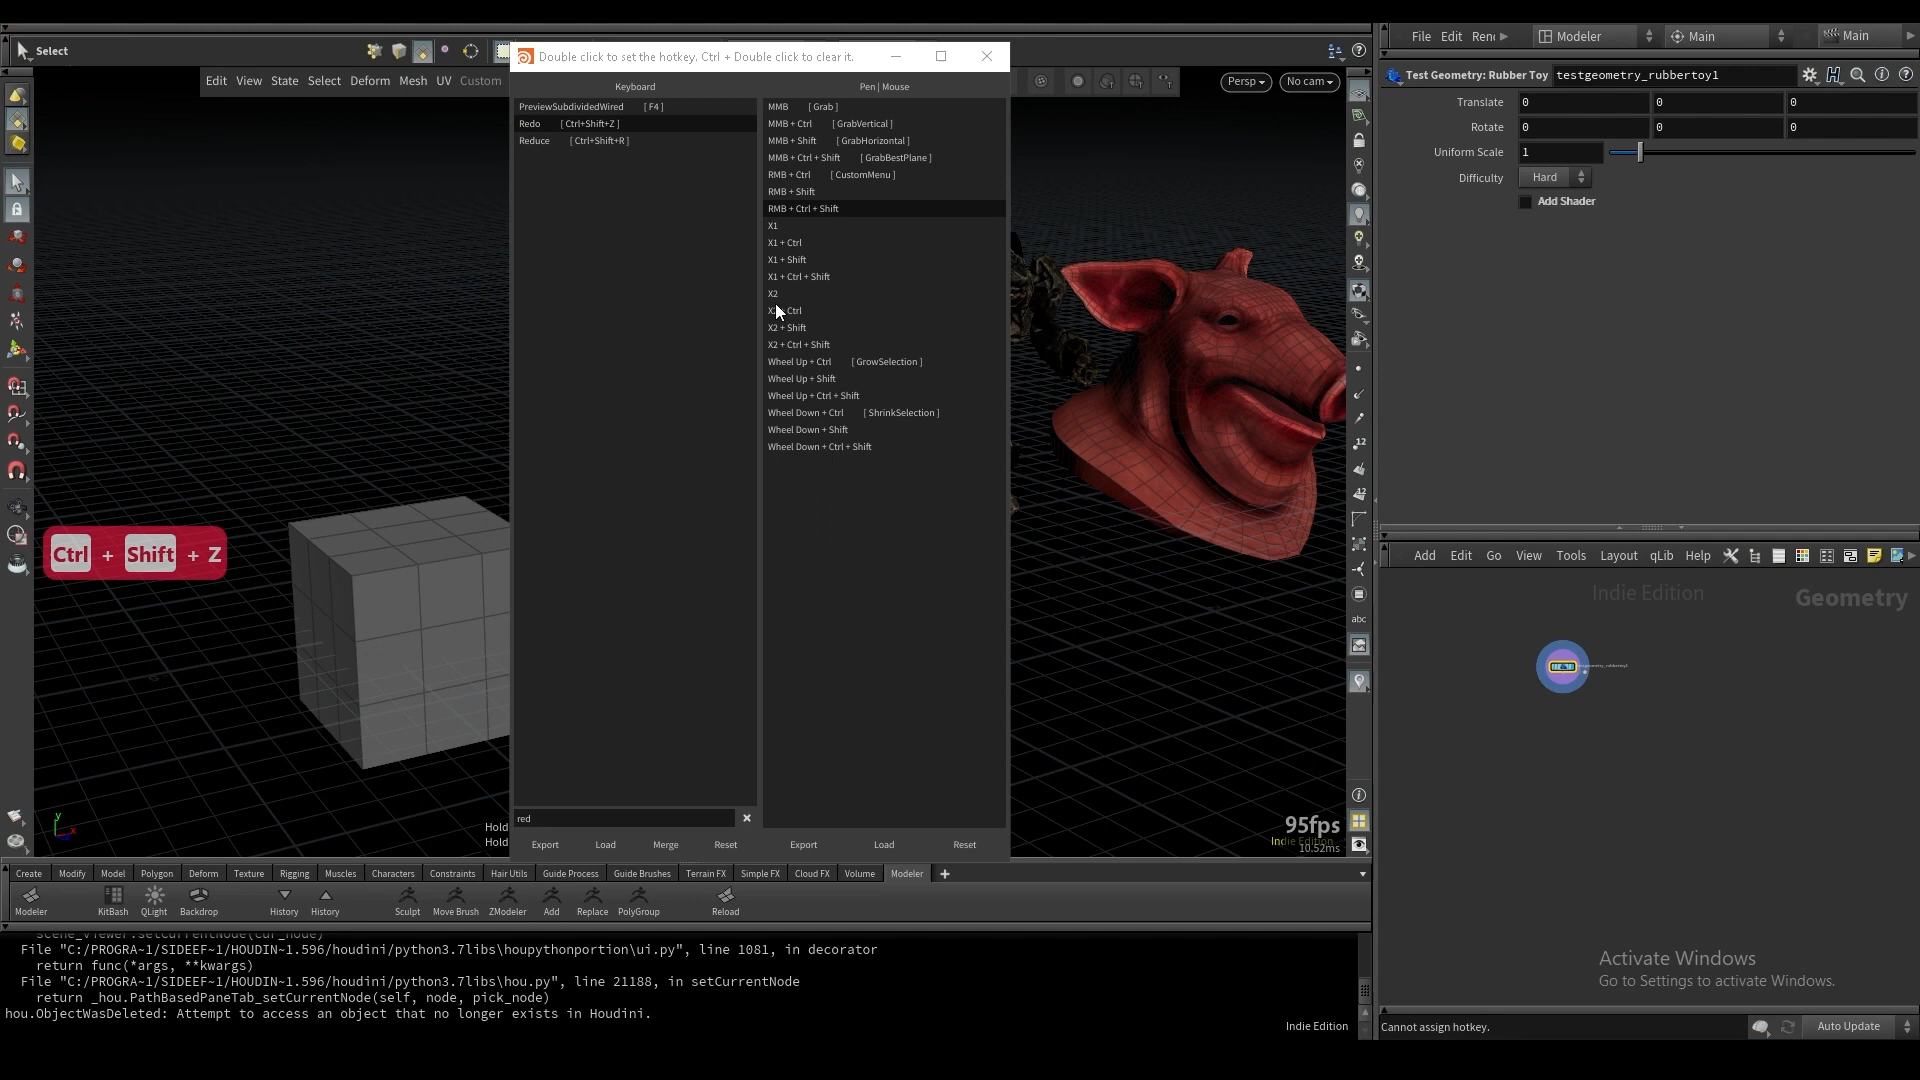 Select
Edit View State Select Deform Mesh UV Custom
Double click to set the hotkey. Ctrl + Double click to clear it.
Keyboard
Pen | Mouse
PreviewSubdividedWired [ F4 ]
Redo [ Ctrl+Shift+Z ]
Reduce [ Ctrl+Shift+R ]
MMB [ Grab ]
MMB + Ctrl [ GrabVertical ]
MMB + Shift [ GrabHorizontal ]
MMB + Ctrl + Shift [ GrabBestPlane ]
RMB + Ctrl [ CustomMenu ]
RMB + Shift
RMB + Ctrl + Shift
X1
X1 + Ctrl
X1 + Shift
X1 + Ctrl + Shift
X2
Ctrl
X2 + Shift
X2 + Ctrl + Shift
Wheel Up + Ctrl [ GrowSelection ]
Wheel Up + Shift
Wheel Up + Ctrl + Shift
Wheel Down + Ctrl [ ShrinkSelection ]
Wheel Down + Shift
Wheel Down + Ctrl + Shift
red
Export Load Merge Reset
Export Load Reset
Persp No cam
Ctrl + Shift + Z
Hold
Hold
y
x
12
12
abc
95fps
Indie Edition
10.52ms
File Edit Ren Modeler Main Main
Test Geometry: Rubber Toy testgeometry_rubbertoy1
Translate 0 0 0
Rotate 0 0 0
Uniform Scale 1
Difficulty Hard
Add Shader
Add Edit Go View Tools Layout qLib Help
Indie Edition
Geometry
Create Modify Model Polygon Deform Texture Rigging Muscles Characters Constraints Hair Utils Guide Process Guide Brushes Terrain FX Simple FX Cloud FX Volume Modeler
Modeler KitBash QLight Backdrop History History Sculpt Move Brush ZModeler Add Replace PolyGroup Reload
scene_viewer.setCurrentNode(cur_node)
File "C:/PROGRA~1/SIDEEF~1/HOUDIN~1.596/houdini/python3.7libs\houpythonportion\ui.py", line 1081, in decorator
return func(*args, **kwargs)
File "C:/PROGRA~1/SIDEEF~1/HOUDIN~1.596/houdini/python3.7libs\hou.py", line 21188, in setCurrentNode
return _hou.PathBasedPaneTab_setCurrentNode(self, node, pick_node)
hou.ObjectWasDeleted: Attempt to access an object that no longer exists in Houdini.
Indie Edition
Activate Windows
Go to Settings to activate Windows.
Cannot assign hotkey.
Auto Update